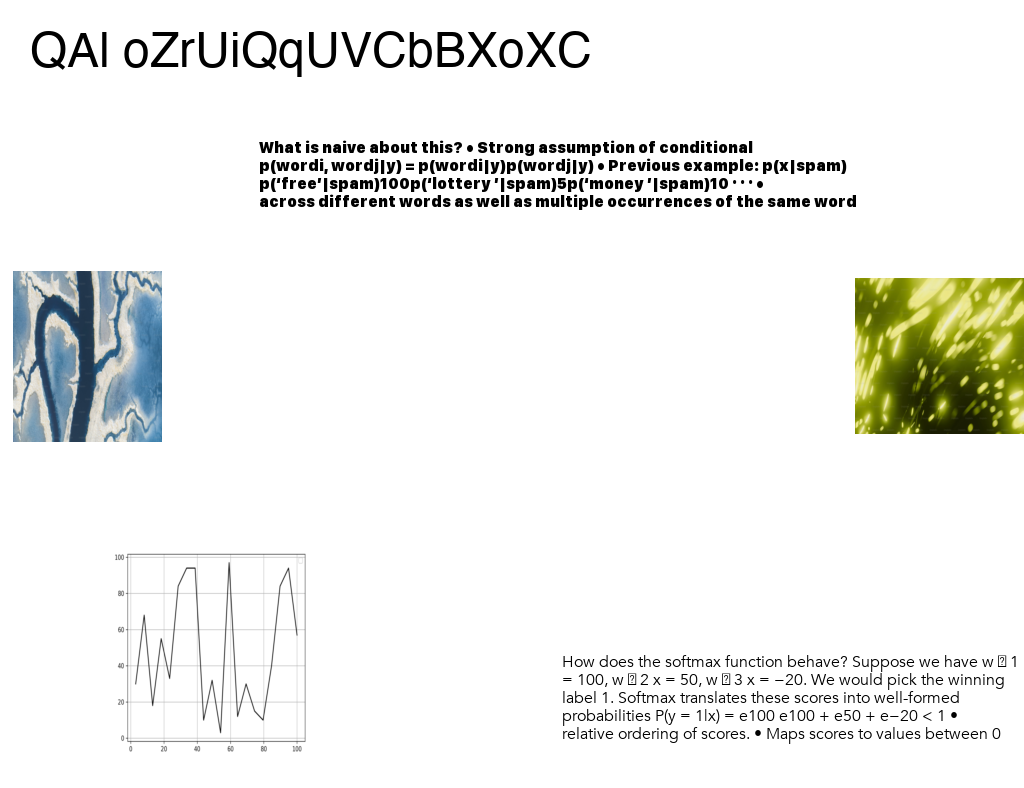 QAI oZrUiQqUVCbBXoXC
What is naive about this? • Strong assumption of conditional
p(wordi, wordj|y) = p(wordi|y)p(wordj|y) • Previous example: p(x|spam)
p(‘free’|spam)100p(‘lottery ’|spam)5p(‘money ’|spam)10 · · · •
across different words as well as multiple occurrences of the same word
100
80
60
40
20
0
0 20 40 60 80 100
How does the softmax function behave? Suppose we have w 1
= 100, w 2 x = 50, w 3 x = −20. We would pick the winning
label 1. Softmax translates these scores into well-formed
probabilities P(y = 1|x) = e100 e100 + e50 + e−20 < 1 •
relative ordering of scores. • Maps scores to values between 0